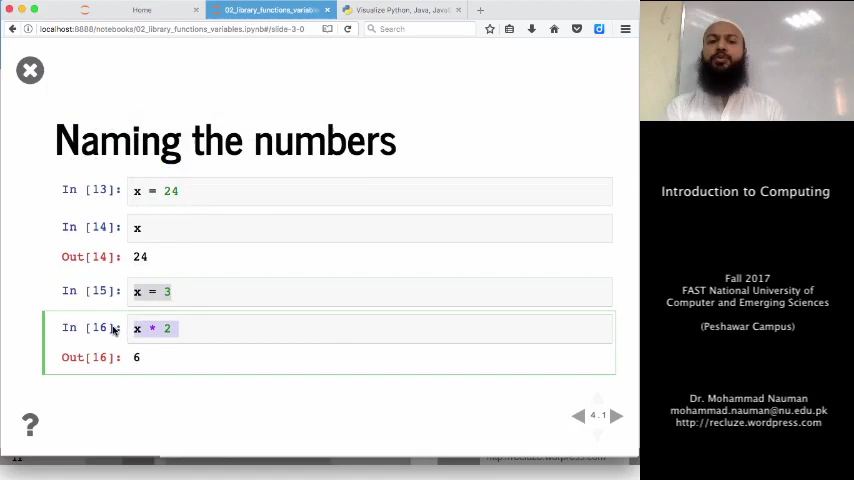 Home
02_library_functions_variables
Visualize Python, Java, JavaS
localhost:8888/notebooks/02_library_functions_variables.ipynb#/slide-3-0
Search
Naming the numbers
In [13]: x = 24
In [14]: x
Out[14]: 24
In [15]: x = 3
In [16]: x * 2
Out[16]: 6
4.1
?
Introduction to Computing
Fall 2017
FAST National University of
Computer and Emerging Sciences
(Peshawar Campus)
Dr. Mohammad Nauman
mohammad.nauman@nu.edu.pk
http://recluze.wordpress.com